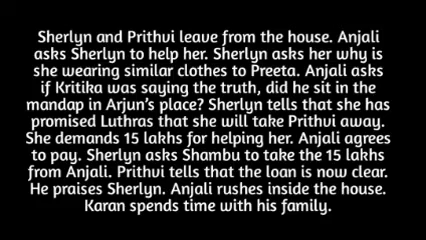 Sherlyn and Prithvi leave from the house. Anjali
asks Sherlyn to help her. Sherlyn asks her why is
she wearing similar clothes to Preeta. Anjali asks
if Kritika was saying the truth, did he sit in the
mandap in Arjun's place? Sherlyn tells that she has
promised Luthras that she will take Prithvi away.
She demands 15 lakhs for helping her. Anjali agrees
to pay. Sherlyn asks Shambu to take the 15 lakhs
from Anjali. Prithvi tells that the loan is now clear.
He praises Sherlyn. Anjali rushes inside the house.
Karan spends time with his family.